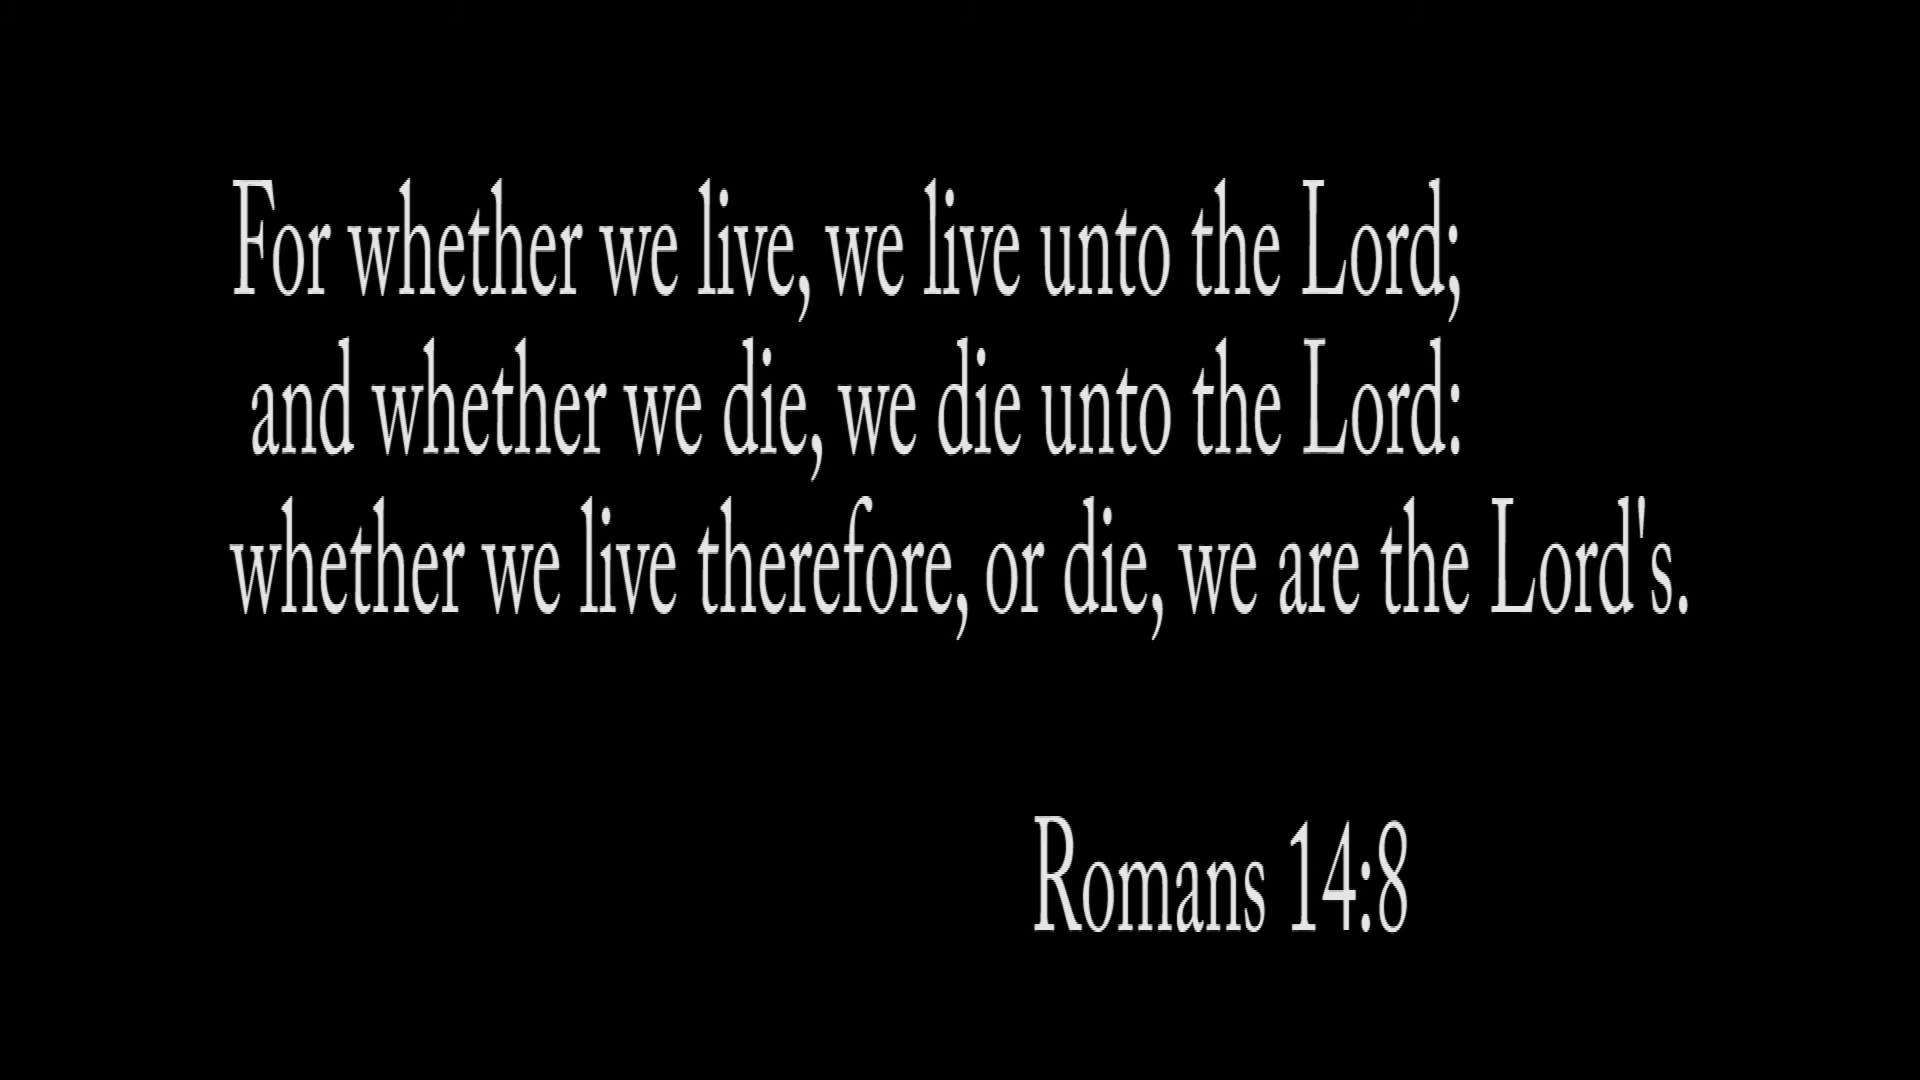 For whether we live, we live unto the Lord;
and whether we die, we die unto the Lord:
whether we live therefore, or die, we are the Lord's.
Romans 14:8